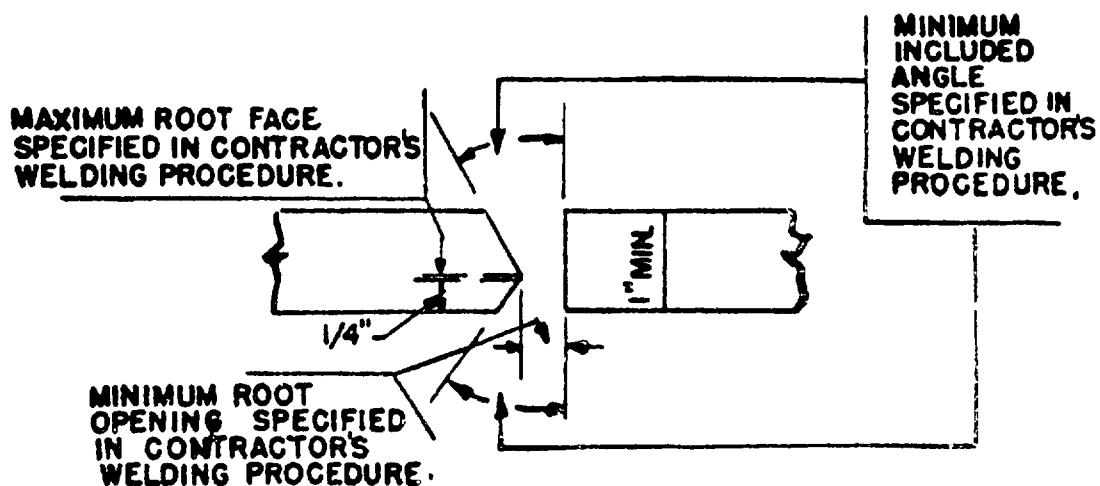 MAXIMUM ROOT FACE
SPECIFIED IN CONTRACTOR'S
WELDING PROCEDURE.
MINIMUM
INCLUDED
ANGLE
SPECIFIED IN
CONTRACTOR'S
WELDING
PROCEDURE.
1" MIN.
1/4"
MINIMUM ROOT
OPENING SPECIFIED
IN CONTRACTOR'S
WELDING PROCEDURE.